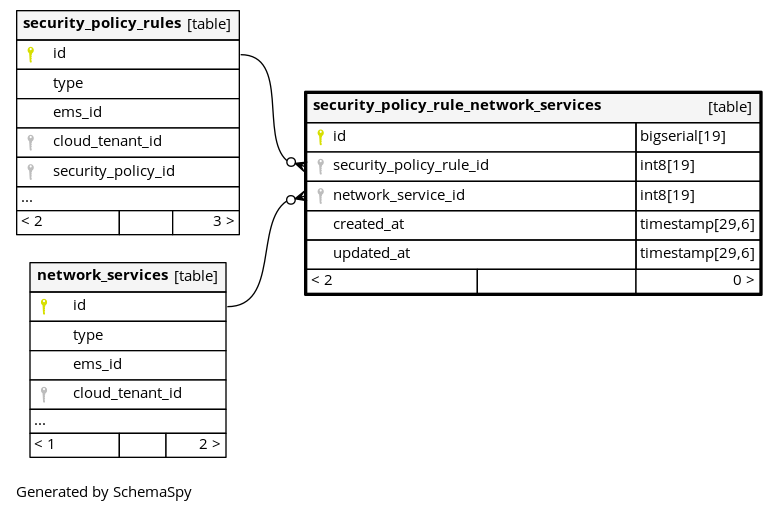 security_policy_rules [table]
id
type
ems_id
cloud_tenant_id
security_policy_id
...
< 2 3 >
security_policy_rule_network_services [table]
id bigserial[19]
security_policy_rule_id int8[19]
network_service_id int8[19]
created_at timestamp[29,6]
updated_at timestamp[29,6]
< 2 0 >
network_services [table]
id
type
ems_id
cloud_tenant_id
...
< 1 2 >
Generated by SchemaSpy